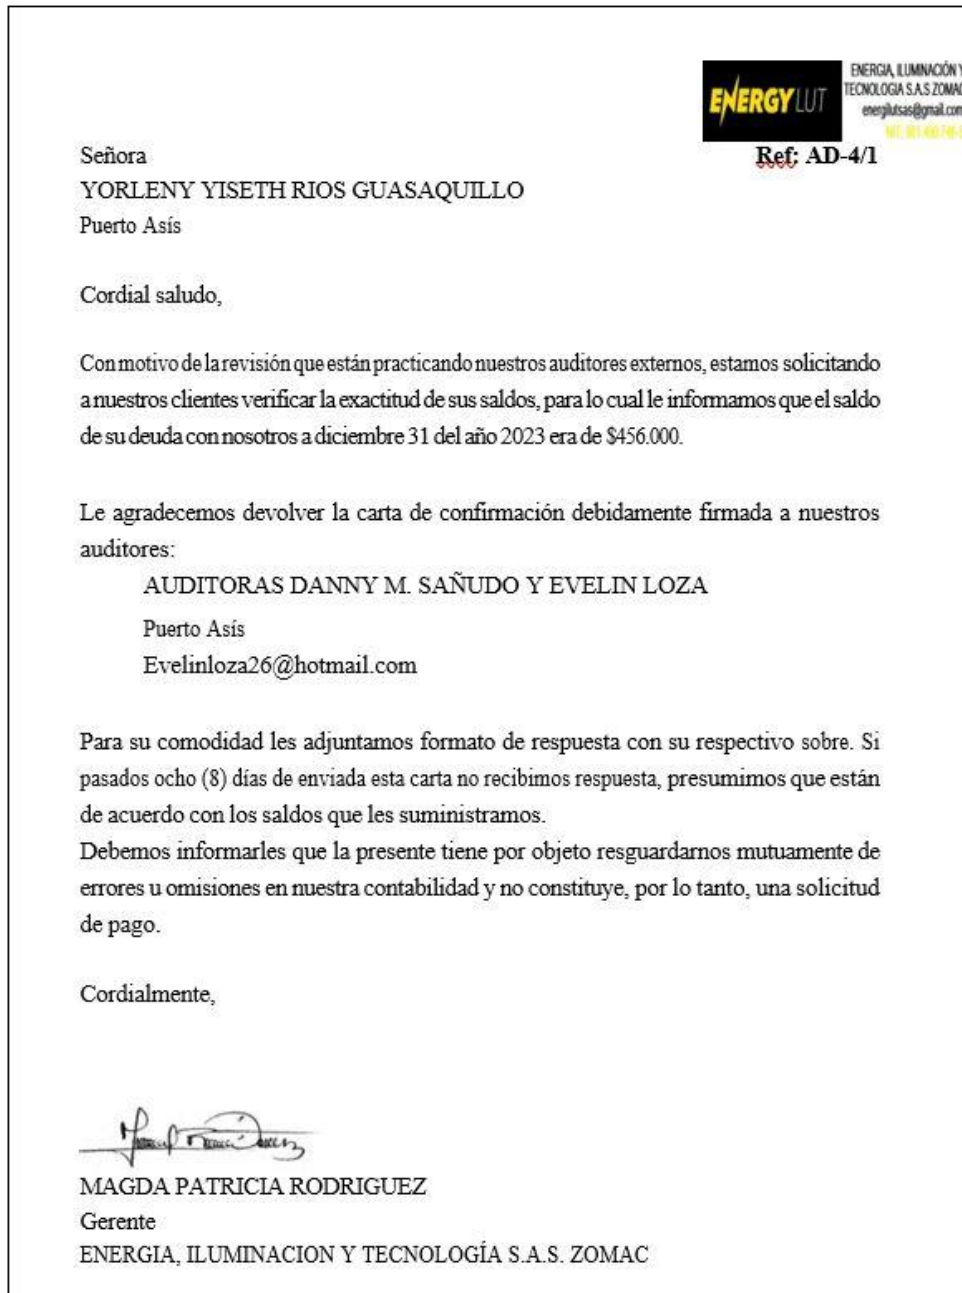 ENERGYLUT
ENERGIA, ILUMINACIÓN Y
TECNOLOGIA S.A.S ZOMAC
energilutsas@gmail.com
Señora
Ref: AD-4/1
YORLENY YISETH RIOS GUASAQUILLO
Puerto Asís
Cordial saludo,
Con motivo de la revisión que están practicando nuestros auditores externos, estamos solicitando
a nuestros clientes verificar la exactitud de sus saldos, para lo cual le informamos que el saldo
de su deuda con nosotros a diciembre 31 del año 2023 era de $456.000.
Le agradecemos devolver la carta de confirmación debidamente firmada a nuestros
auditores:
AUDITORAS DANNY M. SAÑUDO Y EVELIN LOZA
Puerto Asís
Evelinloza26@hotmail.com
Para su comodidad les adjuntamos formato de respuesta con su respectivo sobre. Si
pasados ocho (8) días de enviada esta carta no recibimos respuesta, presumimos que están
de acuerdo con los saldos que les suministramos.
Debemos informarles que la presente tiene por objeto resguardarnos mutuamente de
errores u omisiones en nuestra contabilidad y no constituye, por lo tanto, una solicitud
de pago.
Cordialmente,
MAGDA PATRICIA RODRIGUEZ
Gerente
ENERGIA, ILUMINACION Y TECNOLOGÍA S.A.S. ZOMAC